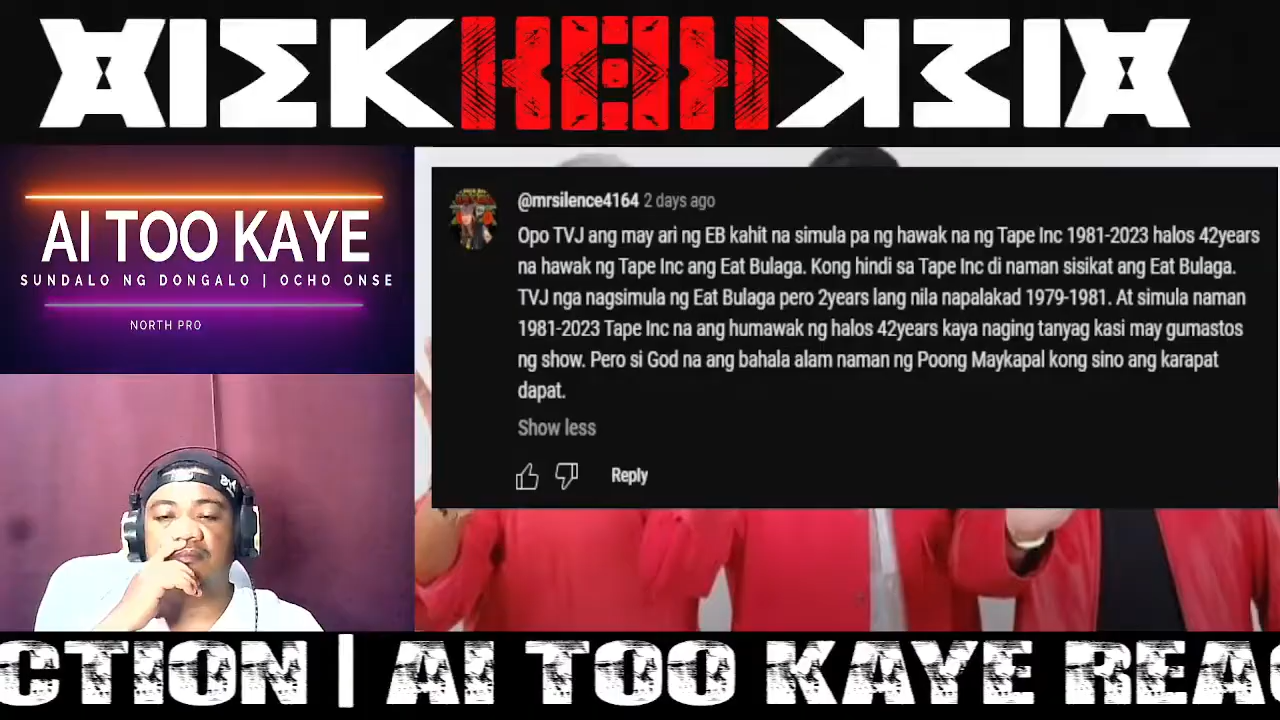 AI TOO KAYE
SUNDALO NG DONGALO | OCHO ONSE
NORTH PRO
@mrsilence4164 2 days ago
Opo TVJ ang may ari ng EB kahit na simula pa ng hawak na ng Tape Inc 1981-2023 halos 42years
na hawak ng Tape Inc ang Eat Bulaga. Kong hindi sa Tape Inc di naman sisikat ang Eat Bulaga.
TVJ nga nagsimula ng Eat Bulaga pero 2years lang nila napalakad 1979-1981. At simula naman
1981-2023 Tape Inc na ang humawak ng halos 42years kaya naging tanyag kasi may gumastos
ng show. Pero si God na ang bahala alam naman ng Poong Maykapal kong sino ang karapat
dapat.
Show less
Reply
CTION | AI TOO KAYE REAC